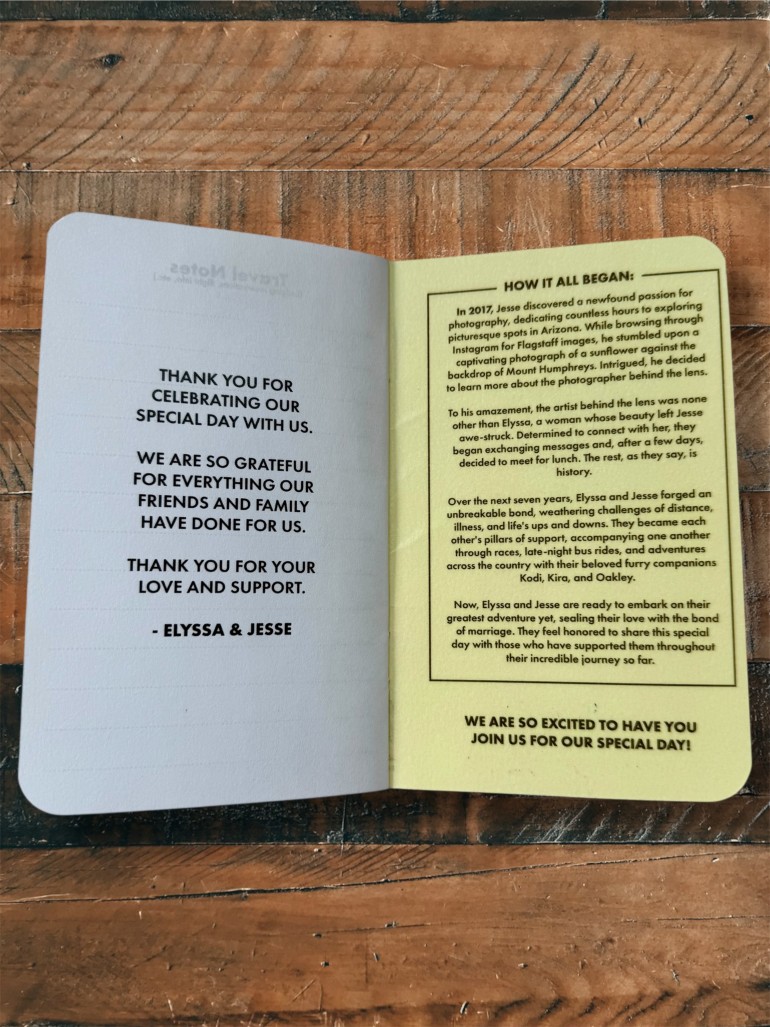 THANK YOU FOR
CELEBRATING OUR
SPECIAL DAY WITH US.
WE ARE SO GRATEFUL
FOR EVERYTHING OUR
FRIENDS AND FAMILY
HAVE DONE FOR US.
THANK YOU FOR YOUR
LOVE AND SUPPORT.
- ELYSSA & JESSE
Travel Notes
HOW IT ALL BEGAN:
In 2017, Jesse discovered a newfound passion for
photography, dedicating countless hours to exploring
picturesque spots in Arizona. While browsing through
Instagram for Flagstaff images, he stumbled upon a
captivating photograph of a sunflower against the
backdrop of Mount Humphreys. Intrigued, he decided
to learn more about the photographer behind the lens.
To his amazement, the artist behind the lens was none
other than Elyssa, a woman whose beauty left Jesse
awe-struck. Determined to connect with her, they
began exchanging messages and, after a few days,
decided to meet for lunch. The rest, as they say, is
history.
Over the next seven years, Elyssa and Jesse forged an
unbreakable bond, weathering challenges of distance,
illness, and life's ups and downs. They became each
other's pillars of support, accompanying one another
through races, late-night bus rides, and adventures
across the country with their beloved furry companions
Kodi, Kira, and Oakley.
Now, Elyssa and Jesse are ready to embark on their
greatest adventure yet, sealing their love with the bond
of marriage. They feel honored to share this special
day with those who have supported them throughout
their incredible journey so far.
WE ARE SO EXCITED TO HAVE YOU
JOIN US FOR OUR SPECIAL DAY!